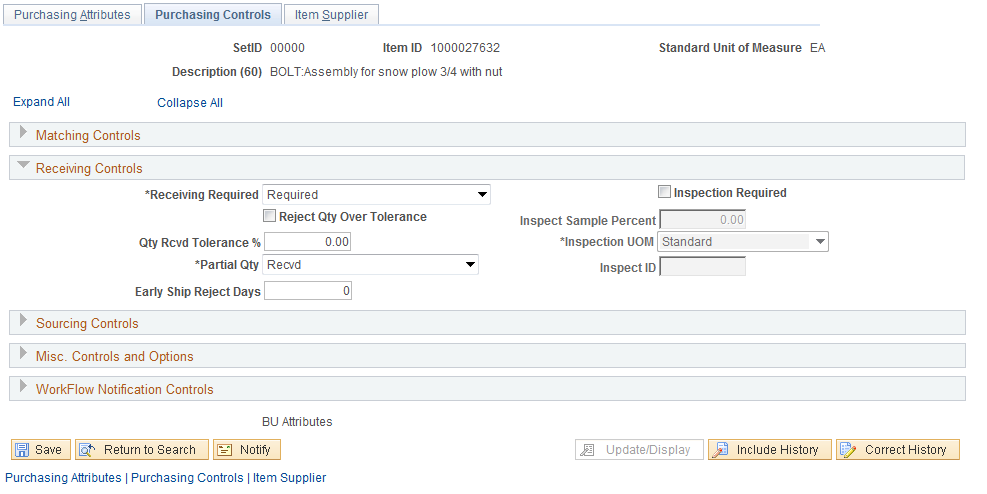 Purchasing Attributes Purchasing Controls Item Supplier
SetID 00000 Item ID 1000027632 Standard Unit of Measure EA
Description (60) BOLT:Assembly for snow plow 3/4 with nut
Expand All Collapse All
Matching Controls
Receiving Controls
*Receiving Required Required Inspection Required
Reject Qty Over Tolerance Inspect Sample Percent 0.00
Qty Rcvd Tolerance % 0.00 *Inspection UOM Standard
*Partial Qty Recvd Inspect ID
Early Ship Reject Days 0
Sourcing Controls
Misc. Controls and Options
WorkFlow Notification Controls
BU Attributes
Save Return to Search Notify Update/Display Include History Correct History
Purchasing Attributes | Purchasing Controls | Item Supplier